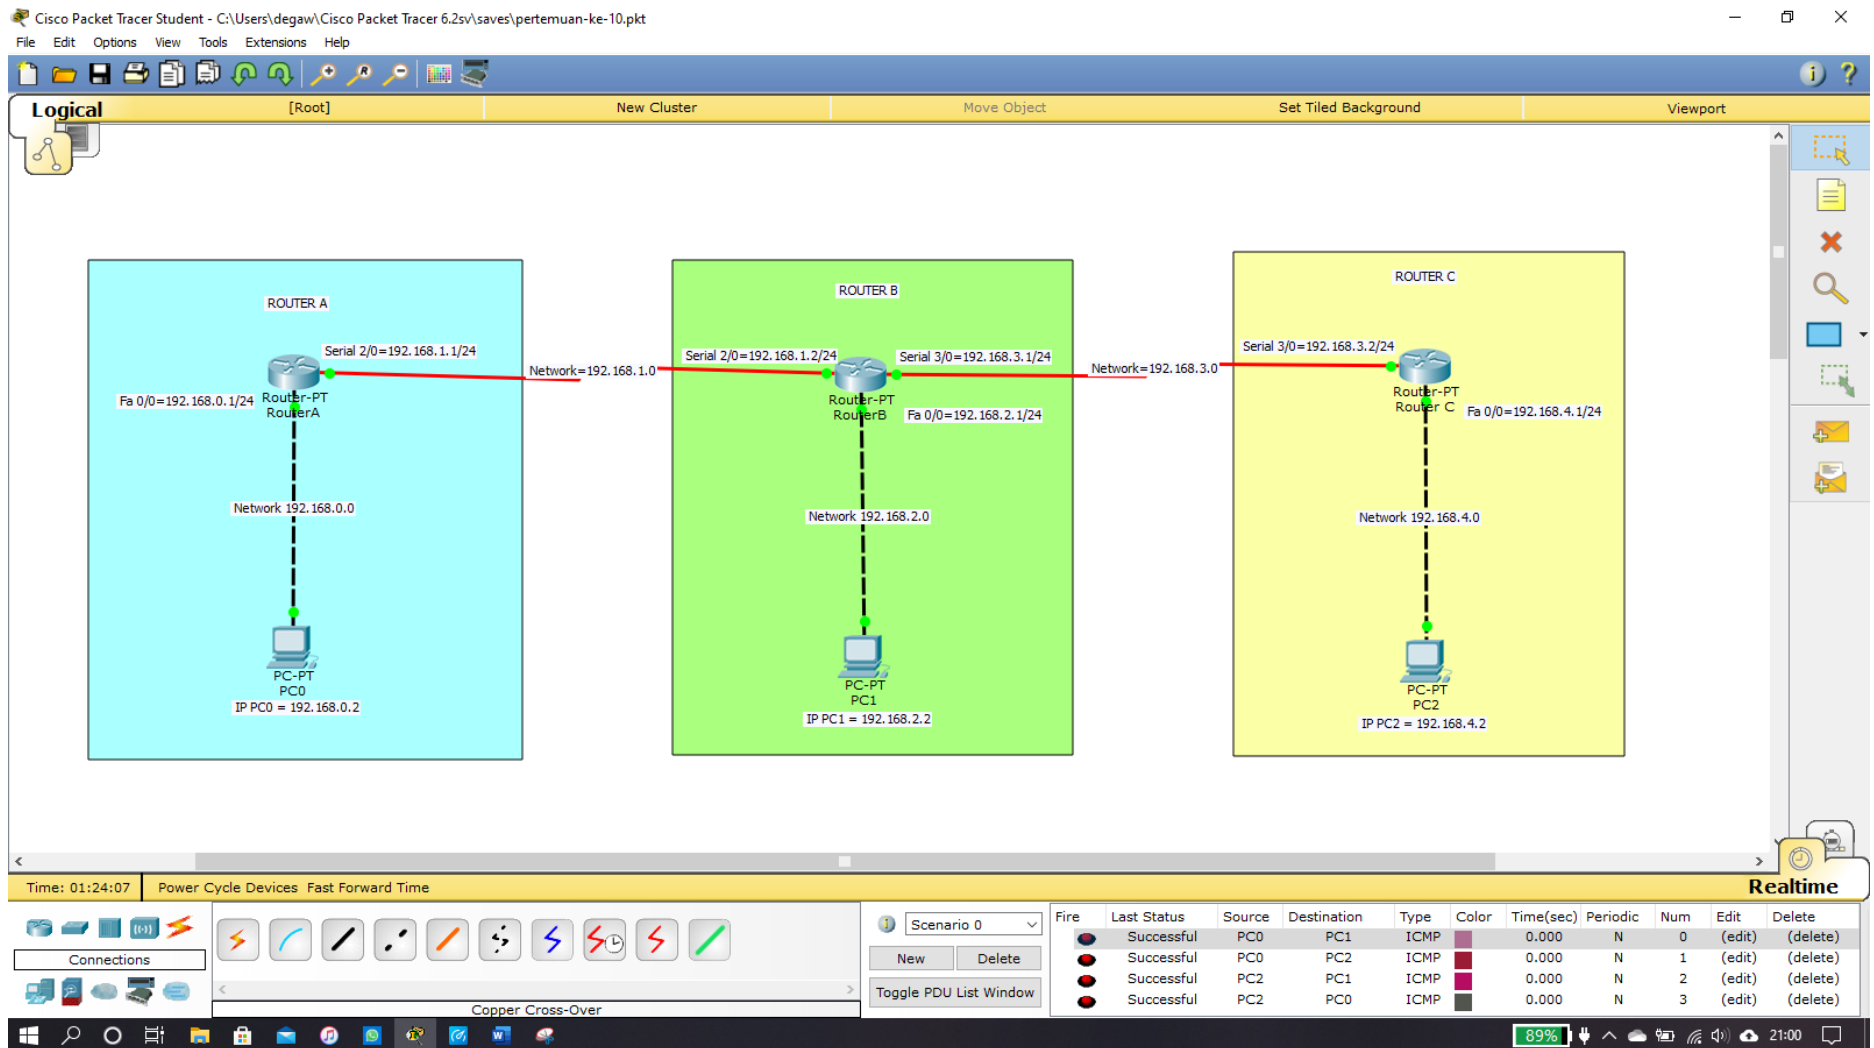 Cisco Packet Tracer Student - C:\Users\degaw\Cisco Packet Tracer 6.2sv\saves\pertemuan-ke-10.pkt
File Edit Options View Tools Extensions Help
Logical [Root] New Cluster Move Object Set Tiled Background Viewport
ROUTER A
Serial 2/0=192.168.1.1/24
Fa 0/0=192.168.0.1/24
Router-PT
RouterA
Network 192.168.0.0
PC-PT
PC0
IP PC0 = 192.168.0.2
Network=192.168.1.0
ROUTER B
Serial 2/0=192.168.1.2/24
Serial 3/0=192.168.3.1/24
Router-PT
RouterB
Fa 0/0=192.168.2.1/24
Network 192.168.2.0
PC-PT
PC1
IP PC1 = 192.168.2.2
Network=192.168.3.0
ROUTER C
Serial 3/0=192.168.3.2/24
Router-PT
Router C
Fa 0/0=192.168.4.1/24
Network 192.168.4.0
PC-PT
PC2
IP PC2 = 192.168.4.2
Time: 01:24:07 Power Cycle Devices Fast Forward Time
Realtime
Connections
Copper Cross-Over
Scenario 0
New Delete
Toggle PDU List Window
Fire Last Status Source Destination Type Color Time(sec) Periodic Num Edit Delete
Successful PC0 PC1 ICMP 0.000 N 0 (edit) (delete)
Successful PC0 PC2 ICMP 0.000 N 1 (edit) (delete)
Successful PC2 PC1 ICMP 0.000 N 2 (edit) (delete)
Successful PC2 PC0 ICMP 0.000 N 3 (edit) (delete)
89% 21:00